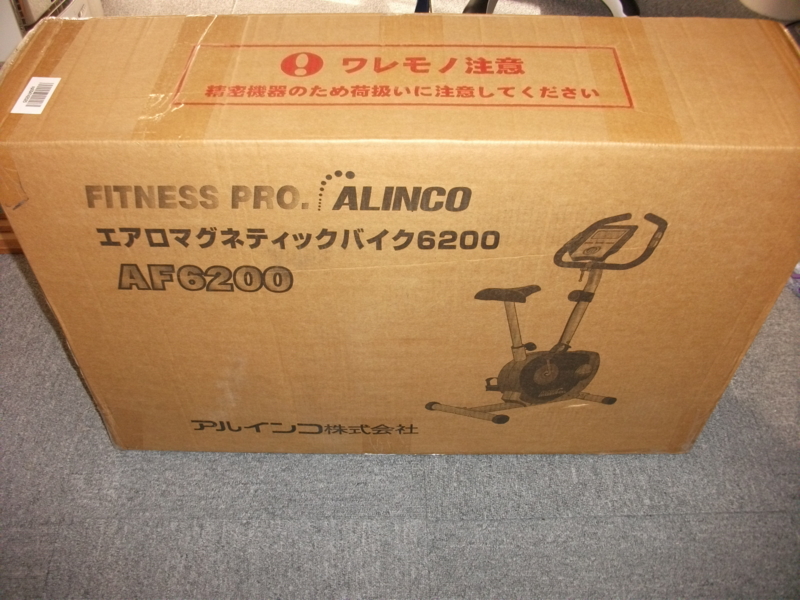 ワレモノ注意
精密機器のため荷扱いに注意してください
FITNESS PRO. ALINCO
エアロマグネティックバイク6200
AF6200
アルインコ株式会社